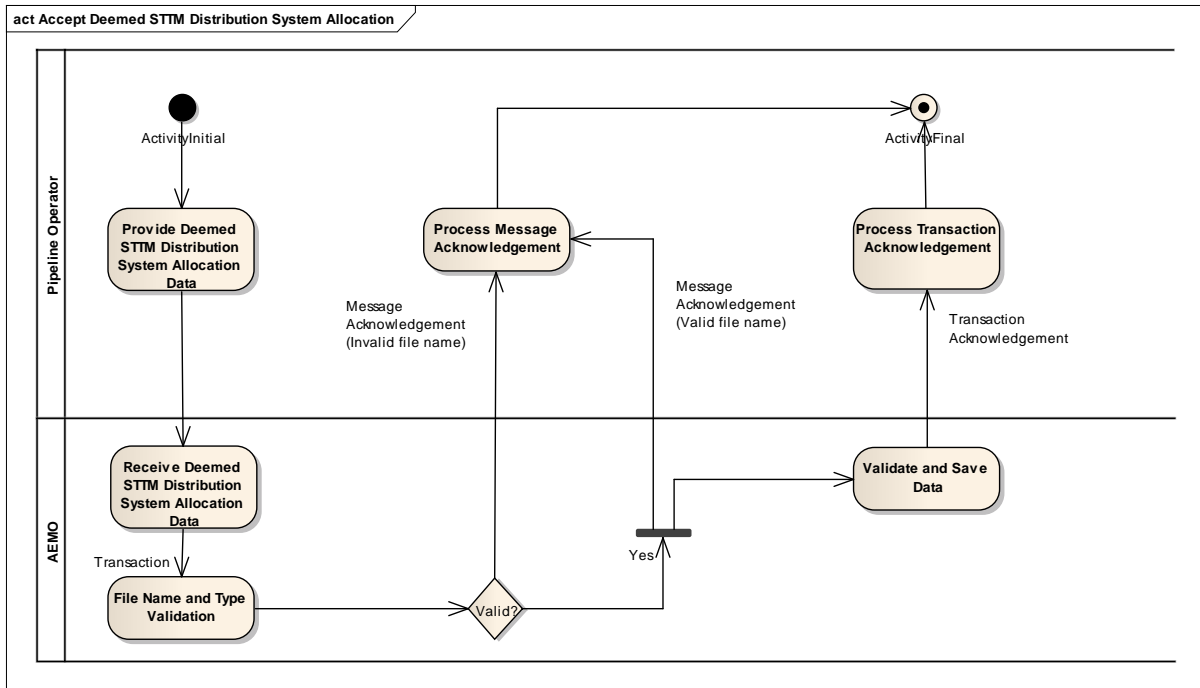 act Accept Deemed STTM Distribution System Allocation
Pipeline Operator
ActivityInitial
ActivityFinal
Provide Deemed
STTM Distribution
System Allocation
Data
Process Message
Acknowledgement
Process Transaction
Acknowledgement
Message
Acknowledgement
(Invalid file name)
Message
Acknowledgement
(Valid file name)
Transaction
Acknowledgement
AEMO
Receive Deemed
STTM Distribution
System Allocation
Data
Validate and Save
Data
Transaction
Yes
File Name and Type
Validation
Valid?